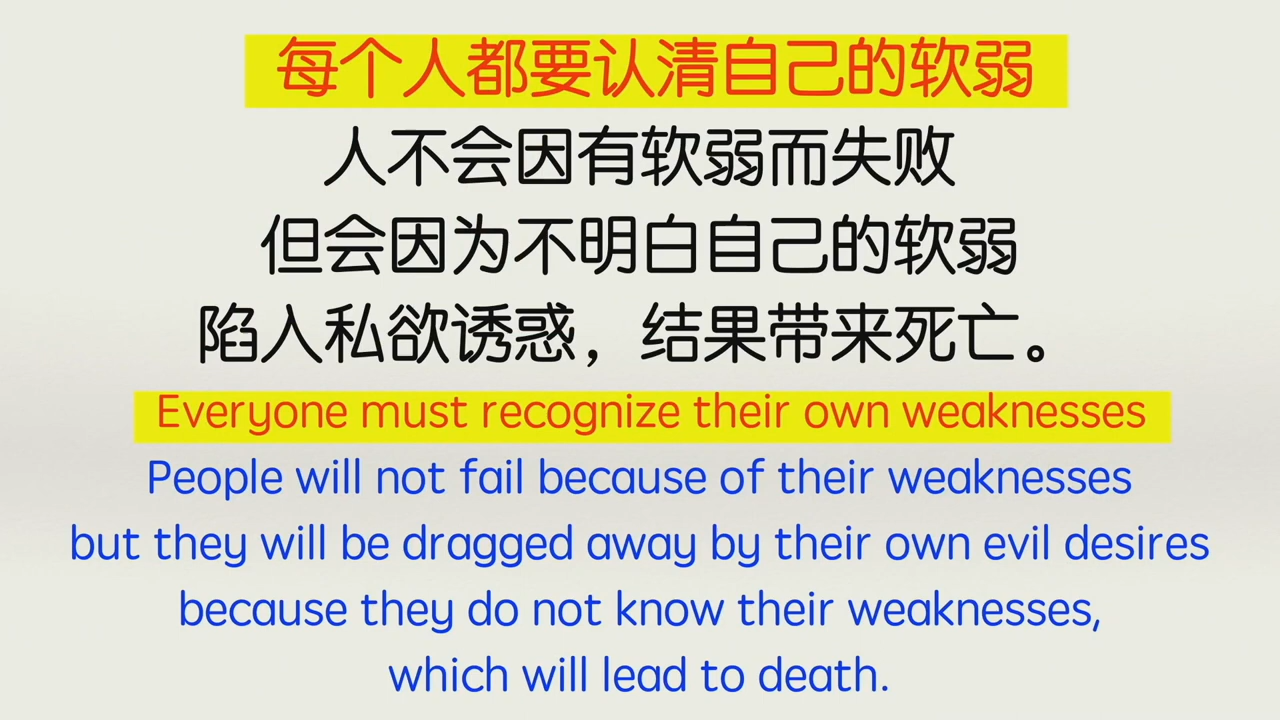 每个人都要认清自己的软弱
人不会因有软弱而失败
但会因为不明白自己的软弱
陷入私欲诱惑，结果带来死亡。
Everyone must recognize their own weaknesses
People will not fail because of their weaknesses
but they will be dragged away by their own evil desires
because they do not know their weaknesses,
which will lead to death.